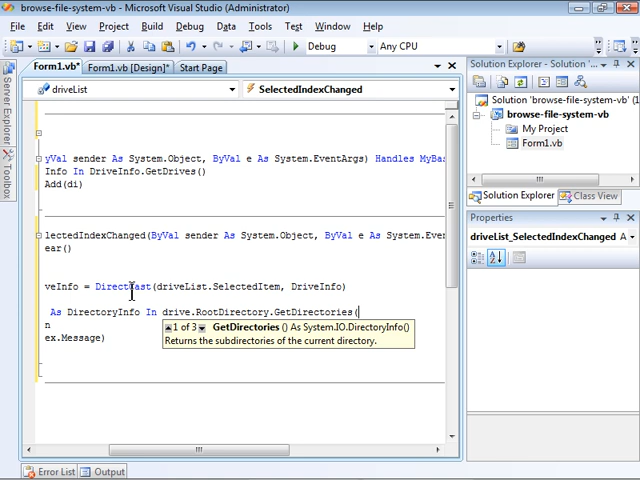 browse-file-system-vb - Microsoft Visual Studio (Administrator)
File Edit View Project Build Debug Data Tools Test Window Help
Debug Any CPU
Form1.vb* Form1.vb [Design]* Start Page
driveList SelectedIndexChanged
yVal sender As System.Object, ByVal e As System.EventArgs) Handles MyBas
Info In DriveInfo.GetDrives()
Add(di)
lectedIndexChanged(ByVal sender As System.Object, ByVal e As System.Even
ear()
veInfo = DirectCast(driveList.SelectedItem, DriveInfo)
As DirectoryInfo In drive.RootDirectory.GetDirectories(
n
ex.Message)
1 of 3 GetDirectories () As System.IO.DirectoryInfo()
Returns the subdirectories of the current directory.
Server Explorer
Toolbox
Solution Explorer - Form1.vb
Solution 'browse-file-system-vb' (1 
browse-file-system-vb
My Project
Form1.vb
Solution Explorer Class View
Properties
driveList_SelectedIndexChanged A
Error List Output